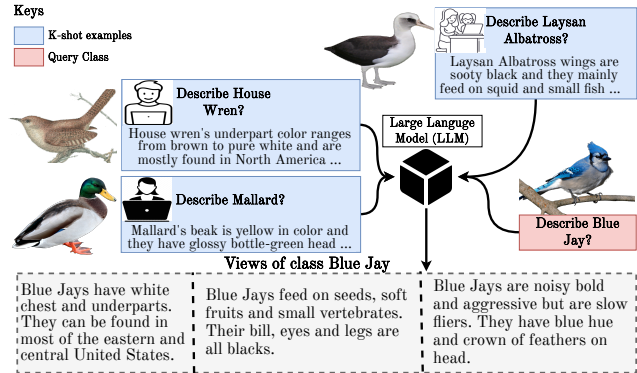 Keys
K-shot examples
Query Class
Describe Laysan
Albatross?
Laysan Albatross wings are
sooty black and they mainly
feed on squid and small fish ...
Describe House
Wren?
House wren's underpart color ranges
from brown to pure white and are
mostly found in North America ...
Large Languge
Model (LLM)
Describe Mallard?
Mallard's beak is yellow in color and
they have glossy bottle-green head ...
Describe Blue
Jay?
Views of class Blue Jay
Blue Jays have white
chest and underparts.
They can be found in
most of the eastern and
central United States.
Blue Jays feed on seeds, soft
fruits and small vertebrates.
Their bill, eyes and legs are
all blacks.
Blue Jays are noisy bold
and aggressive but are slow
fliers. They have blue hue
and crown of feathers on
head.